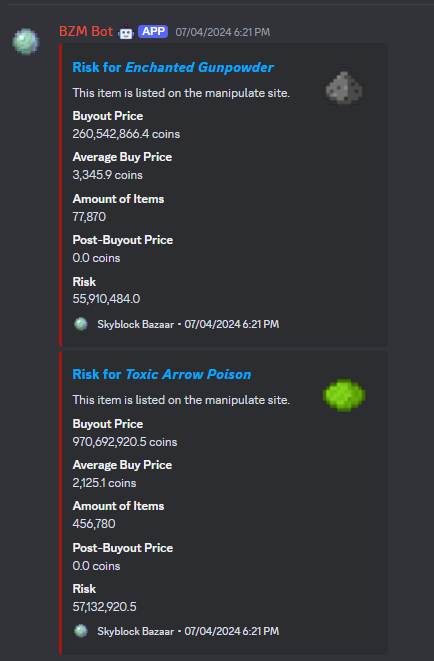 BZM Bot APP 07/04/2024 6:21 PM
Risk for Enchanted Gunpowder
This item is listed on the manipulate site.
Buyout Price
260,542,866.4 coins
Average Buy Price
3,345.9 coins
Amount of Items
77,870
Post-Buyout Price
0.0 coins
Risk
55,910,484.0
Skyblock Bazaar • 07/04/2024 6:21 PM
Risk for Toxic Arrow Poison
This item is listed on the manipulate site.
Buyout Price
970,692,920.5 coins
Average Buy Price
2,125.1 coins
Amount of Items
456,780
Post-Buyout Price
0.0 coins
Risk
57,132,920.5
Skyblock Bazaar • 07/04/2024 6:21 PM